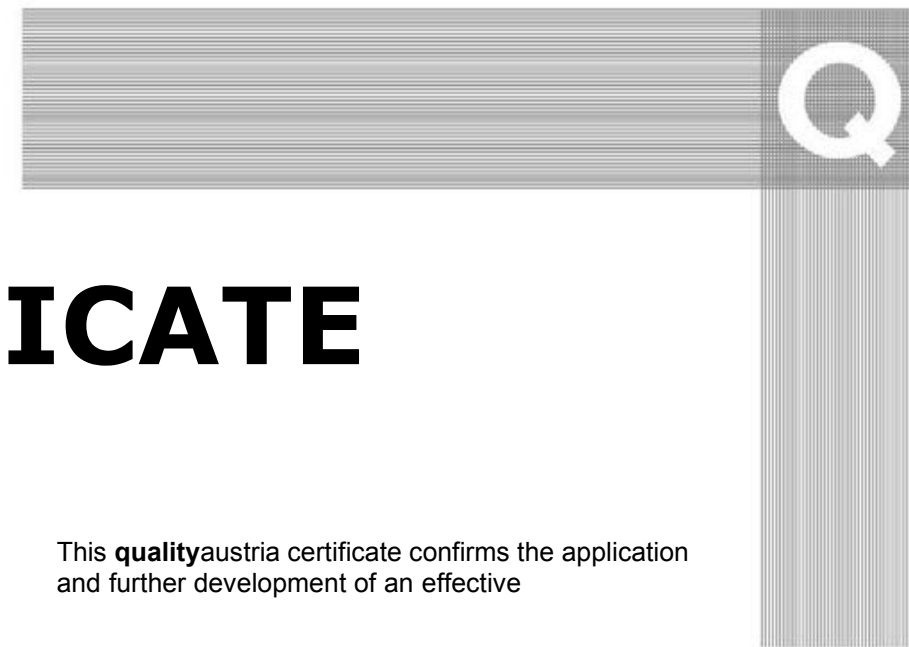 Q
ICATE
This qualityaustria certificate confirms the application
and further development of an effective